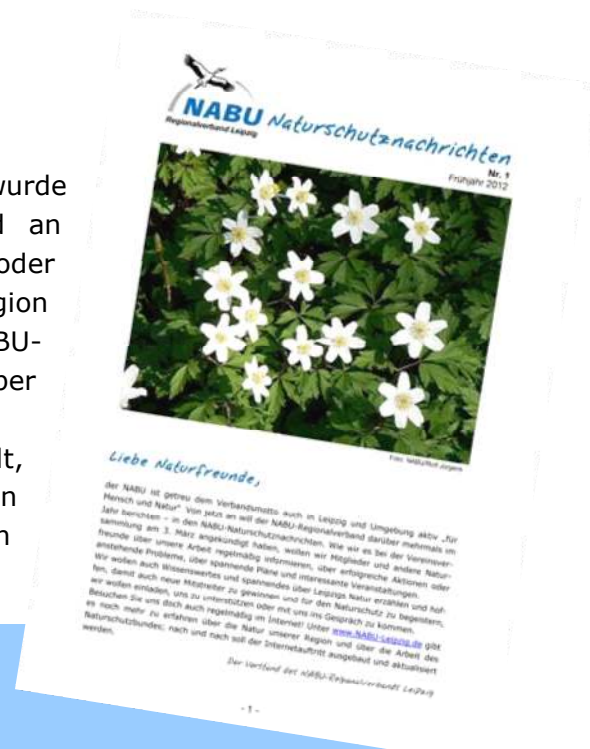 wurde
an
oder
gion
BU-
ber
lt,
n
n
NABU Naturschutznachrichten
Regionalverband Leipzig
Nr. 1
Frühjahr 2012
Foto: NABU/
Liebe Naturfreunde,
der NABU ist getreu dem Verbandsmotto auch in Leipzig und Umgebung aktiv „für
Mensch und Natur“. Von jetzt an will der NABU-Regionalverband darüber mehrmals im
Jahr berichten – in den NABU-Naturschutznachrichten. Wie wir es bei der Vereinsver-
sammlung am 3. März angekündigt haben, wollen wir Mitglieder und andere Natur-
freunde über unsere Arbeit regelmäßig informieren, über erfolgreiche Aktionen oder
anstehende Probleme, über spannende Pläne und interessante Veranstaltungen.
Wir wollen auch Wissenswertes und spannendes über Leipzigs Natur erzählen und hof-
fen, damit auch neue Mitstreiter zu gewinnen und für den Naturschutz zu begeistern,
wir wollen einladen, uns zu unterstützen oder mit uns ins Gespräch zu kommen.
Besuchen Sie uns doch auch regelmäßig im Internet! Unter www.NABU-Leipzig.de gibt
es noch mehr zu erfahren über die Natur unserer Region und über die Arbeit des
Naturschutzbundes; nach und nach soll der Internetauftritt ausgebaut und aktualisiert
werden.
Der Vorstand des NABU-Regionalverbands Leipzig
- 1 -